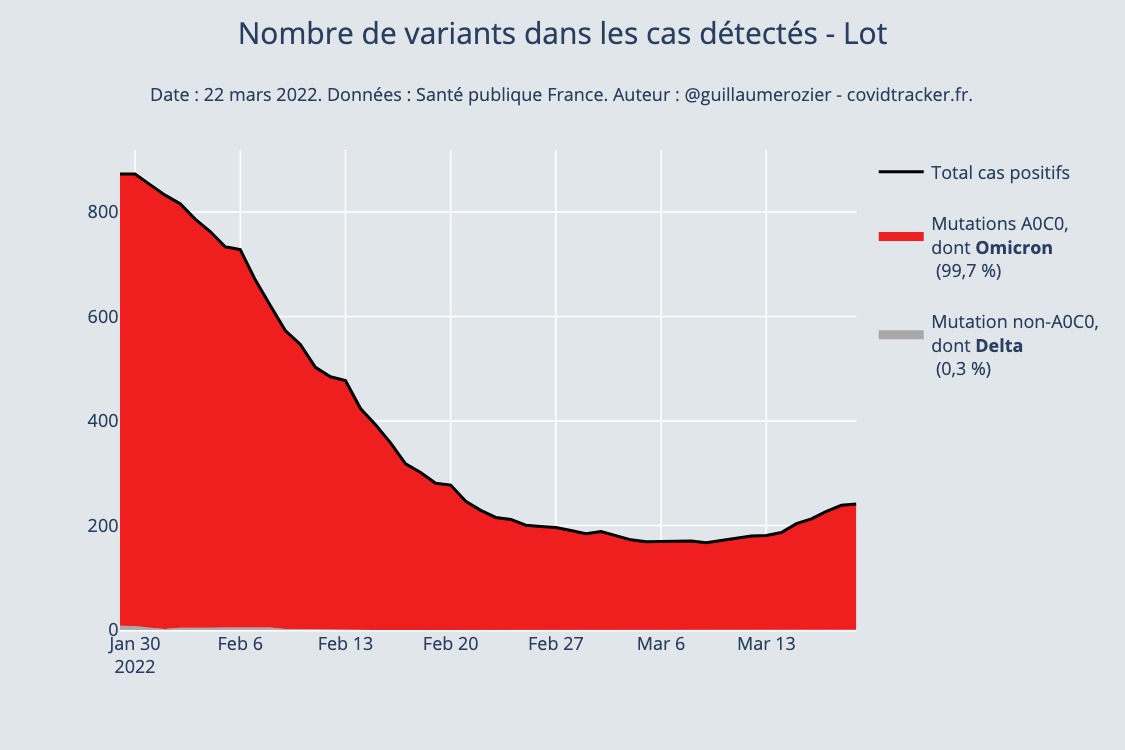 Nombre de variants dans les cas détectés - Lot
Date : 22 mars 2022. Données : Santé publique France. Auteur : @guillaumerozier - covidtracker.fr.
Total cas positifs
Mutations A0C0,
dont Omicron
(99,7 %)
Mutation non-A0C0,
dont Delta
(0,3 %)
800
600
400
200
0
Jan 30 Feb 6 Feb 13 Feb 20 Feb 27 Mar 6 Mar 13
2022